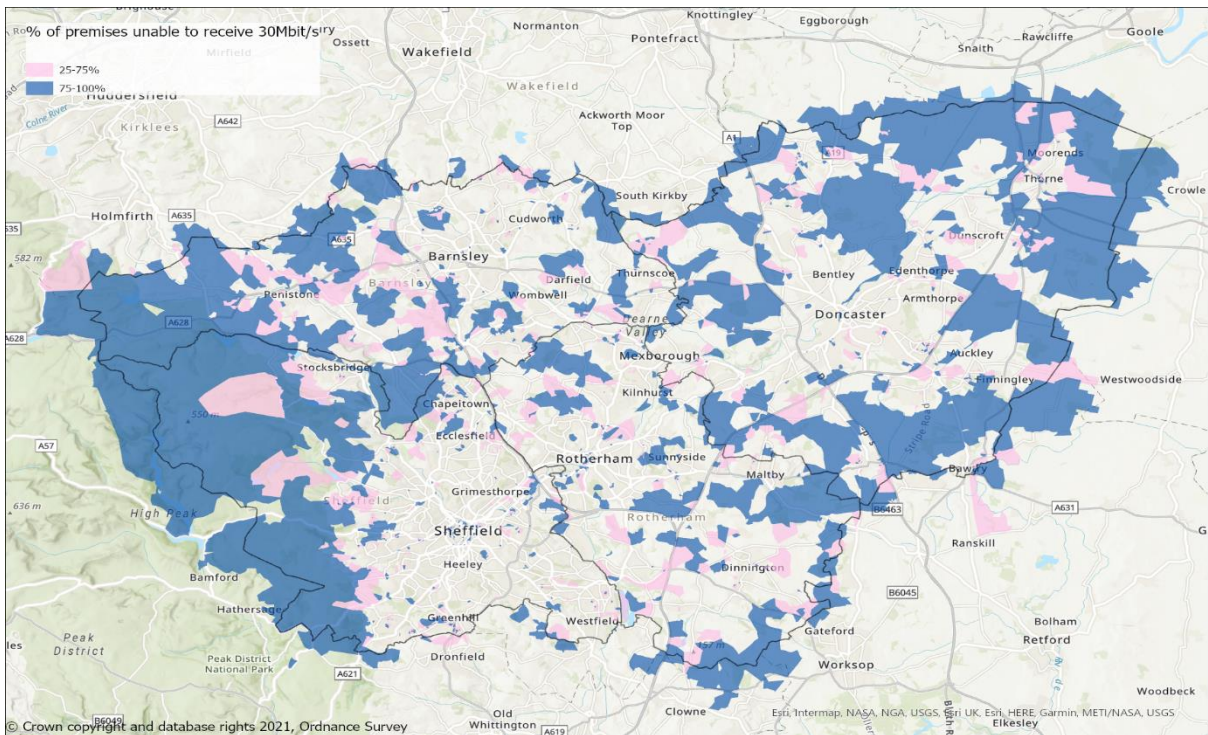 % of premises unable to receive 30Mbit/s
25-75%
75-100%
Knottingley
Eggborough
Goole
Rawcliffe
Snaith
Normanton
Ossett
Wakefield
Pontefract
Mirfield
Huddersfield
Wakefield
Colne River
Kirklees
A642
Ackworth Moor
Top
A1
A19
Moorends
Thorne
Crowle
South Kirkby
Holmfirth
A635
A635
Cudworth
Dunscroft
582 m
Barnsley
Thurnscoe
Bentley
Edenthorpe
Darfield
Barnsley
Penistone
Wombwell
Armthorpe
Doncaster
A628
Dearne
Valley
A628
Mexborough
Auckley
Stocksbridge
Finningley
Westwoodside
Kilnhurst
Chapeltown
550 m
Ecclesfield
A57
Rotherham
Sunnyside
Maltby
Bawtry
Sheffield
Grimesthorpe
636 m
High Peak
B6463
A631
Rotherham
Sheffield
Ranskill
Heeley
Dinnington
Bamford
B6045
Hathersage
Greenhill
Westfield
Bolham
Gateford
Retford
157 m
Peak
District
Peak District
National Park
Dronfield
Worksop
A621
Woodbeck
B6049
Old
Whittington
Clowne
A619
Elkesley
Esri, Intermap, NASA, NGA, USGS, Esri UK, Esri, HERE, Garmin, METI/NASA, USGS
© Crown copyright and database rights 2021, Ordnance Survey